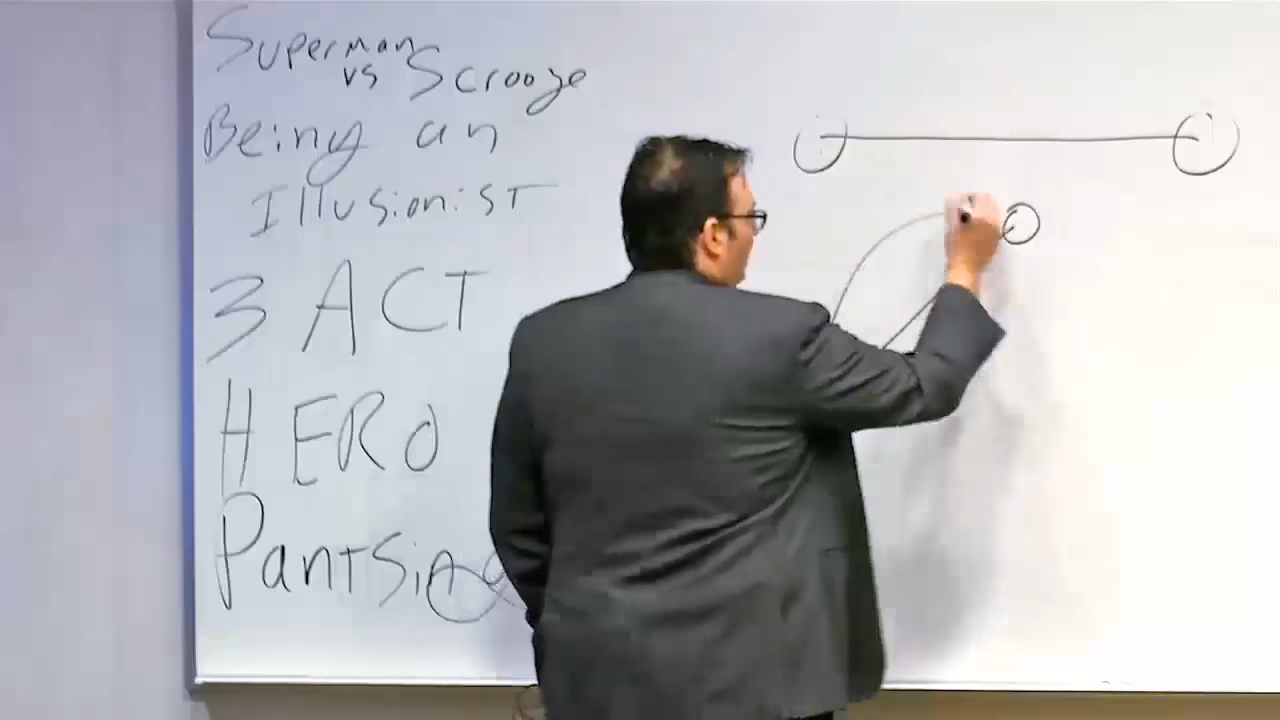 Superman
vs Scrooge
Being an
Illusionist
3 ACT
HERO
Pantsing